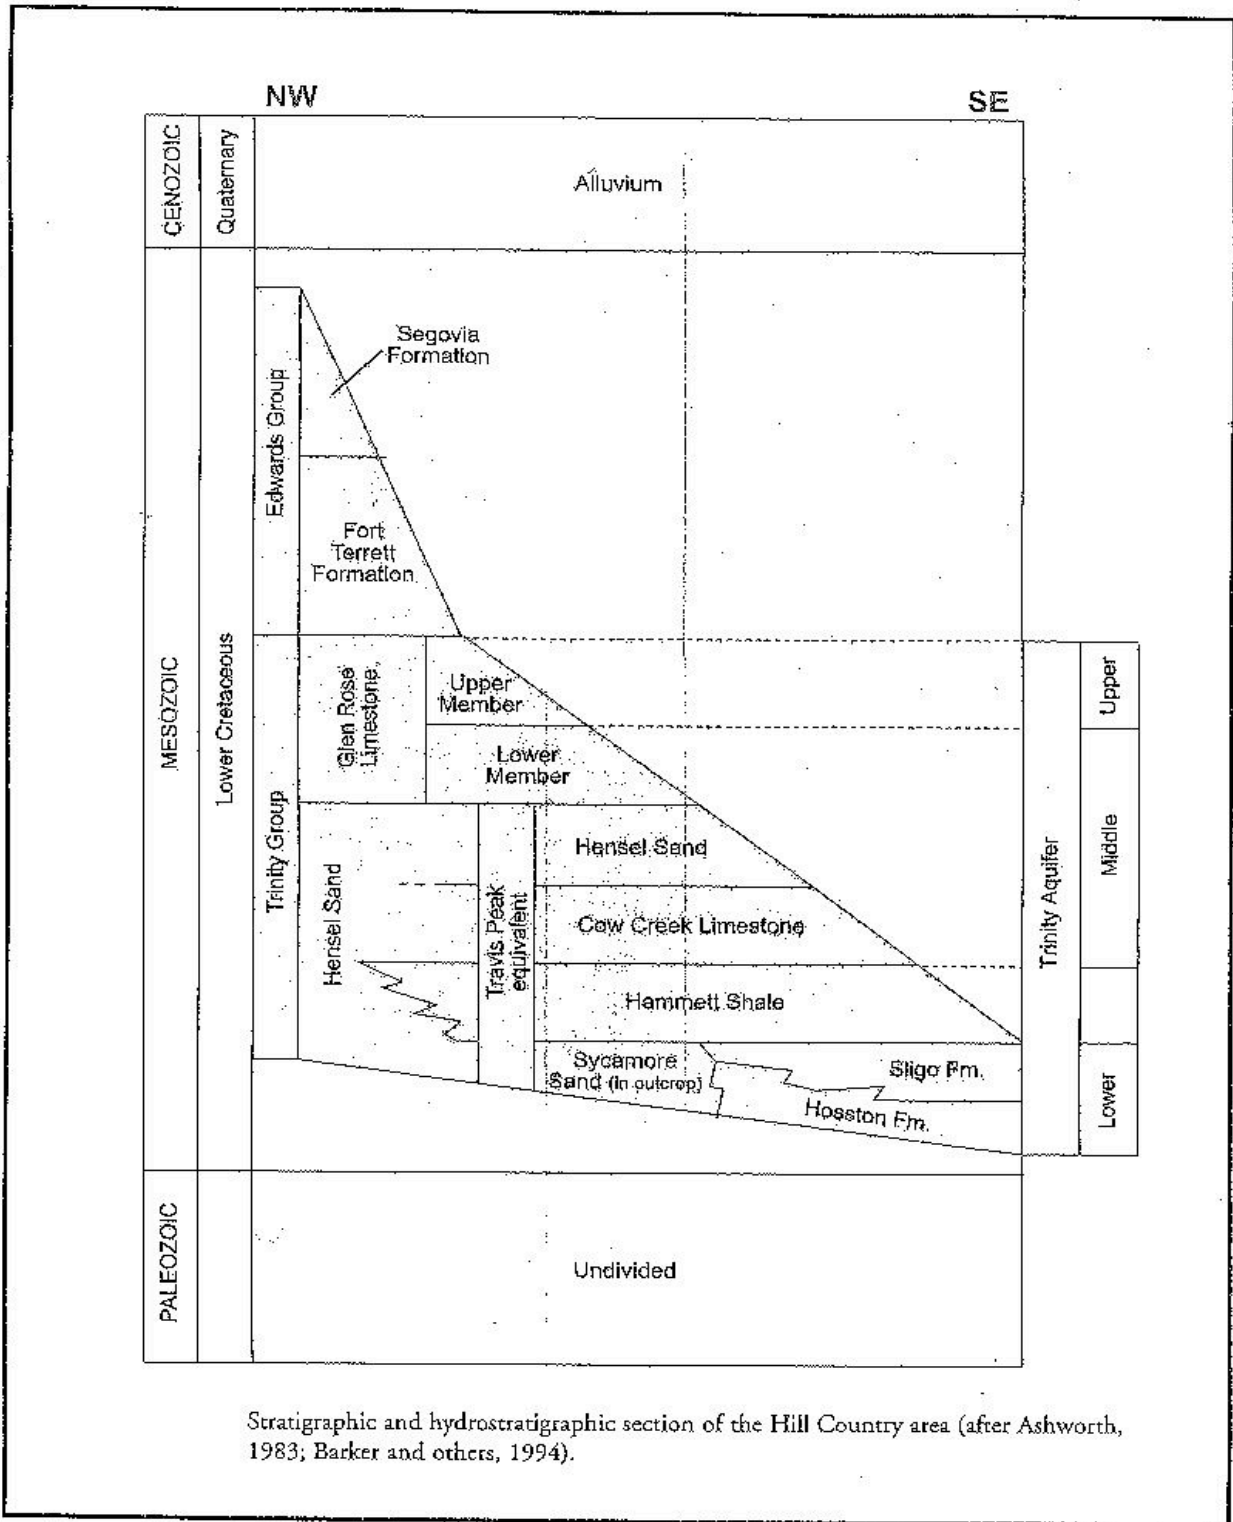 NW
SE
CENOZOIC
Quaternary
Alluvium
MESOZOIC
Lower Cretaceous
Edwards Group
Segovia
Formation
Fort
Terrett
Formation
Trinity Group
Glen Rose
Limestone
Upper
Member
Lower
Member
Hensel Sand
Travis Peak
equivalent
Hensel Sand
Cow Creek Limestone
Hammett Shale
Sycamore
Sand (in outcrop)
Sligo Fm.
Hosston Fm.
Trinity Aquifer
Upper
Middle
Lower
PALEOZOIC
Undivided
Stratigraphic and hydrostratigraphic section of the Hill Country area (after Ashworth,
1983; Barker and others, 1994).